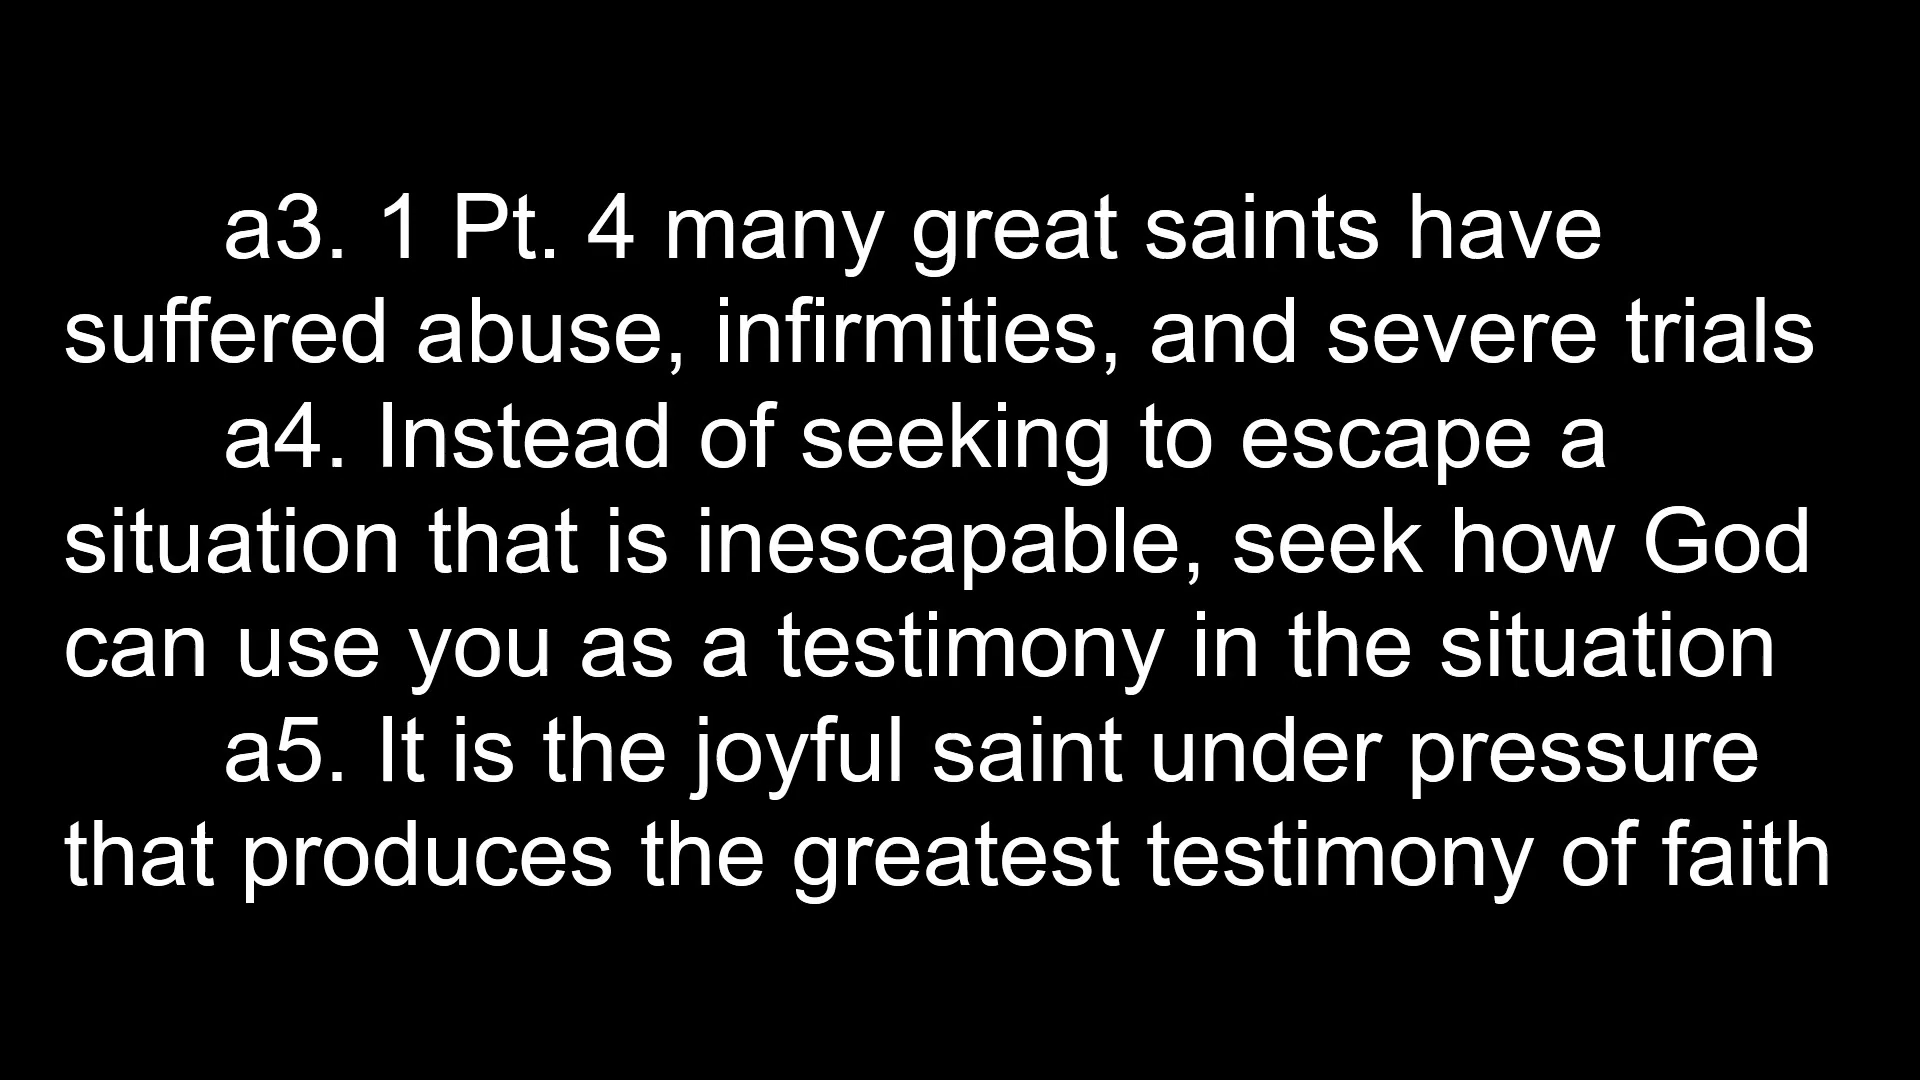 a3. 1 Pt. 4 many great saints have
suffered abuse, infirmities, and severe trials
a4. Instead of seeking to escape a
situation that is inescapable, seek how God
can use you as a testimony in the situation
a5. It is the joyful saint under pressure
that produces the greatest testimony of faith